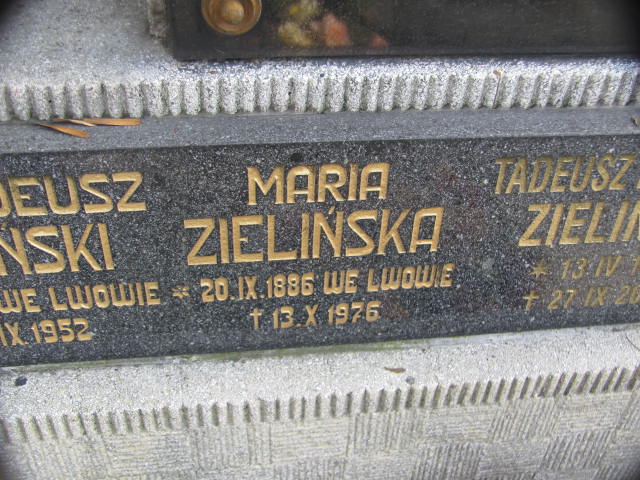 DEUSZ
ŃSKI
WE LWOWIE
IX 1952
MARIA
ZIELIŃSKA
* 20.IX.1886 WE LWOWIE
† 13.X 1976
TADEUSZ
ZIELIŃ
* 13.IV
† 27 IX